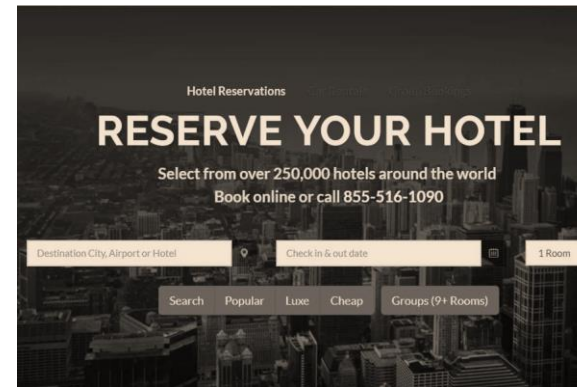 Hotel Reservations
RESERVE YOUR HOTEL
Select from over 250,000 hotels around the world
Book online or call 855-516-1090
Destination City, Airport or Hotel Check in & out date 1 Room
Search Popular Luxe Cheap Groups (9+ Rooms)